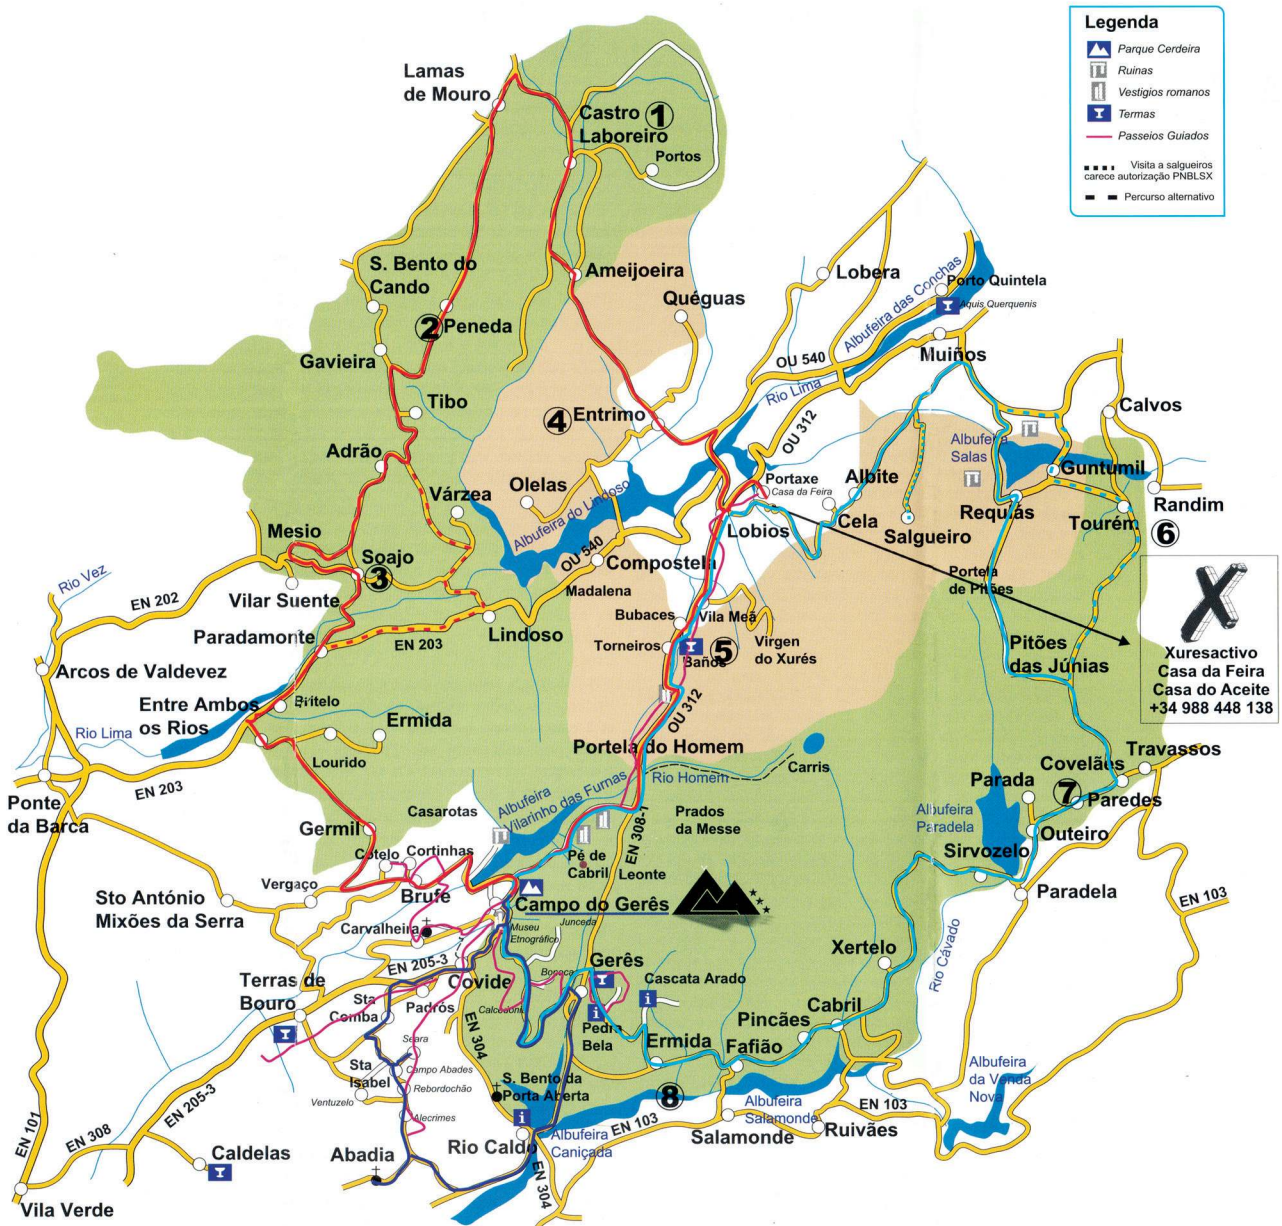 Legenda
Parque Cerdeira
Ruinas
Vestigios romanos
Termas
Passeios Guiados
Visita a salgueiros
carece autorização PNBLSX
Percurso alternativo
Lamas
de Mouro
Castro
Laboreiro
1
Portos
S. Bento do
Cando
Ameijoeira
Quéguas
Lobera
Albufeira das Conchas
Porto Quintela
Aquis Querquenis
2
Peneda
Gavieira
OU 540
Muiños
Rio Lima
Tibo
4
Entrimo
OU 312
Calvos
Adrão
Albufeira
Salas
Guntumil
Várzea
Olelas
Albufeira do Lindoso
Portaxe
Casa da Feira
Albite
Requiás
Randim
Tourém
6
Mesio
Lobios
Cela
Salgueiro
Soajo
3
OU 540
Compostela
Madalena
Portela
de Pitões
Rio Vez
EN 202
Vilar Suente
Bubaces
Vila Meã
Paradamonte
EN 203
Lindoso
Torneiros
Baños
5
Virgen
do Xurés
Pitões
das Júnias
Xuresactivo
Casa da Feira
Casa do Aceite
+34 988 448 138
Arcos de Valdevez
Entre Ambos
os Rios
Britelo
Ermida
OU 312
Rio Lima
Lourido
Portela do Homem
Rio Homem
Carris
Travassos
Covelães
EN 203
Ponte
da Barca
Casarotas
Albufeira
Vilarinho das Furnas
Prados
da Messe
Parada
7
Paredes
Albufeira
Paradela
Outeiro
Germil
Cotelo
Cortinhas
EN 308-1
Pé de
Cabril
Leonte
Sirvozelo
Paradela
EN 103
Vergaço
Brufe
Sto António
Mixões da Serra
Campo do Gerês
Carvalheira
Museu
Etnográfico
Junceda
Xertelo
Rio Cávado
EN 205-3
Covide
Gerês
Cascata Arado
Terras de
Bouro
Sta
Comba
Padrós
Calcedonia
Pedra
Bela
Cabril
Pincães
EN 304
Seara
Ermida
Fafião
Sta
Isabel
Campo Abades
Rebordochão
S. Bento da
Porta Aberta
8
Albufeira
da Venda
Nova
Ventuzelo
Alecrimes
EN 205-3
Albufeira
Salamonde
EN 103
EN 101
EN 308
Rio Caldo
Albufeira
Caniçada
EN 103
Salamonde
Ruivães
Caldelas
Abadia
EN 304
Vila Verde